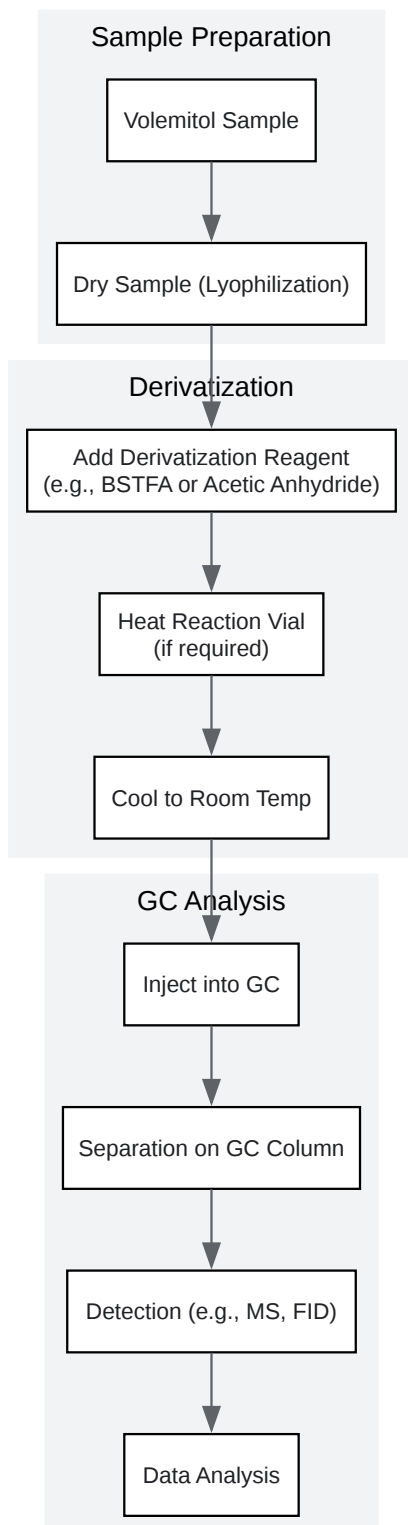 Sample Preparation
Volemitol Sample
Dry Sample (Lyophilization)
Derivatization
Add Derivatization Reagent
(e.g., BSTFA or Acetic Anhydride)
Heat Reaction Vial
(if required)
Cool to Room Temp
GC Analysis
Inject into GC
Separation on GC Column
Detection (e.g., MS, FID)
Data Analysis